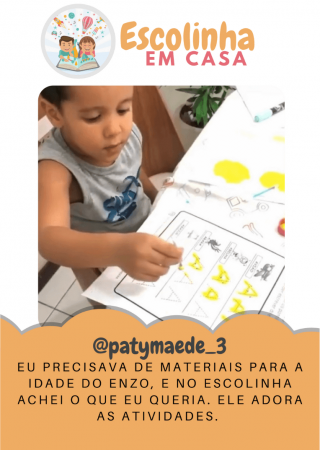 Escolinha
EM CASA
@patymaede_3
EU PRECISAVA DE MATERIAIS PARA A
IDADE DO ENZO, E NO ESCOLINHA
ACHEI O QUE EU QUERIA. ELE ADORA
AS ATIVIDADES.